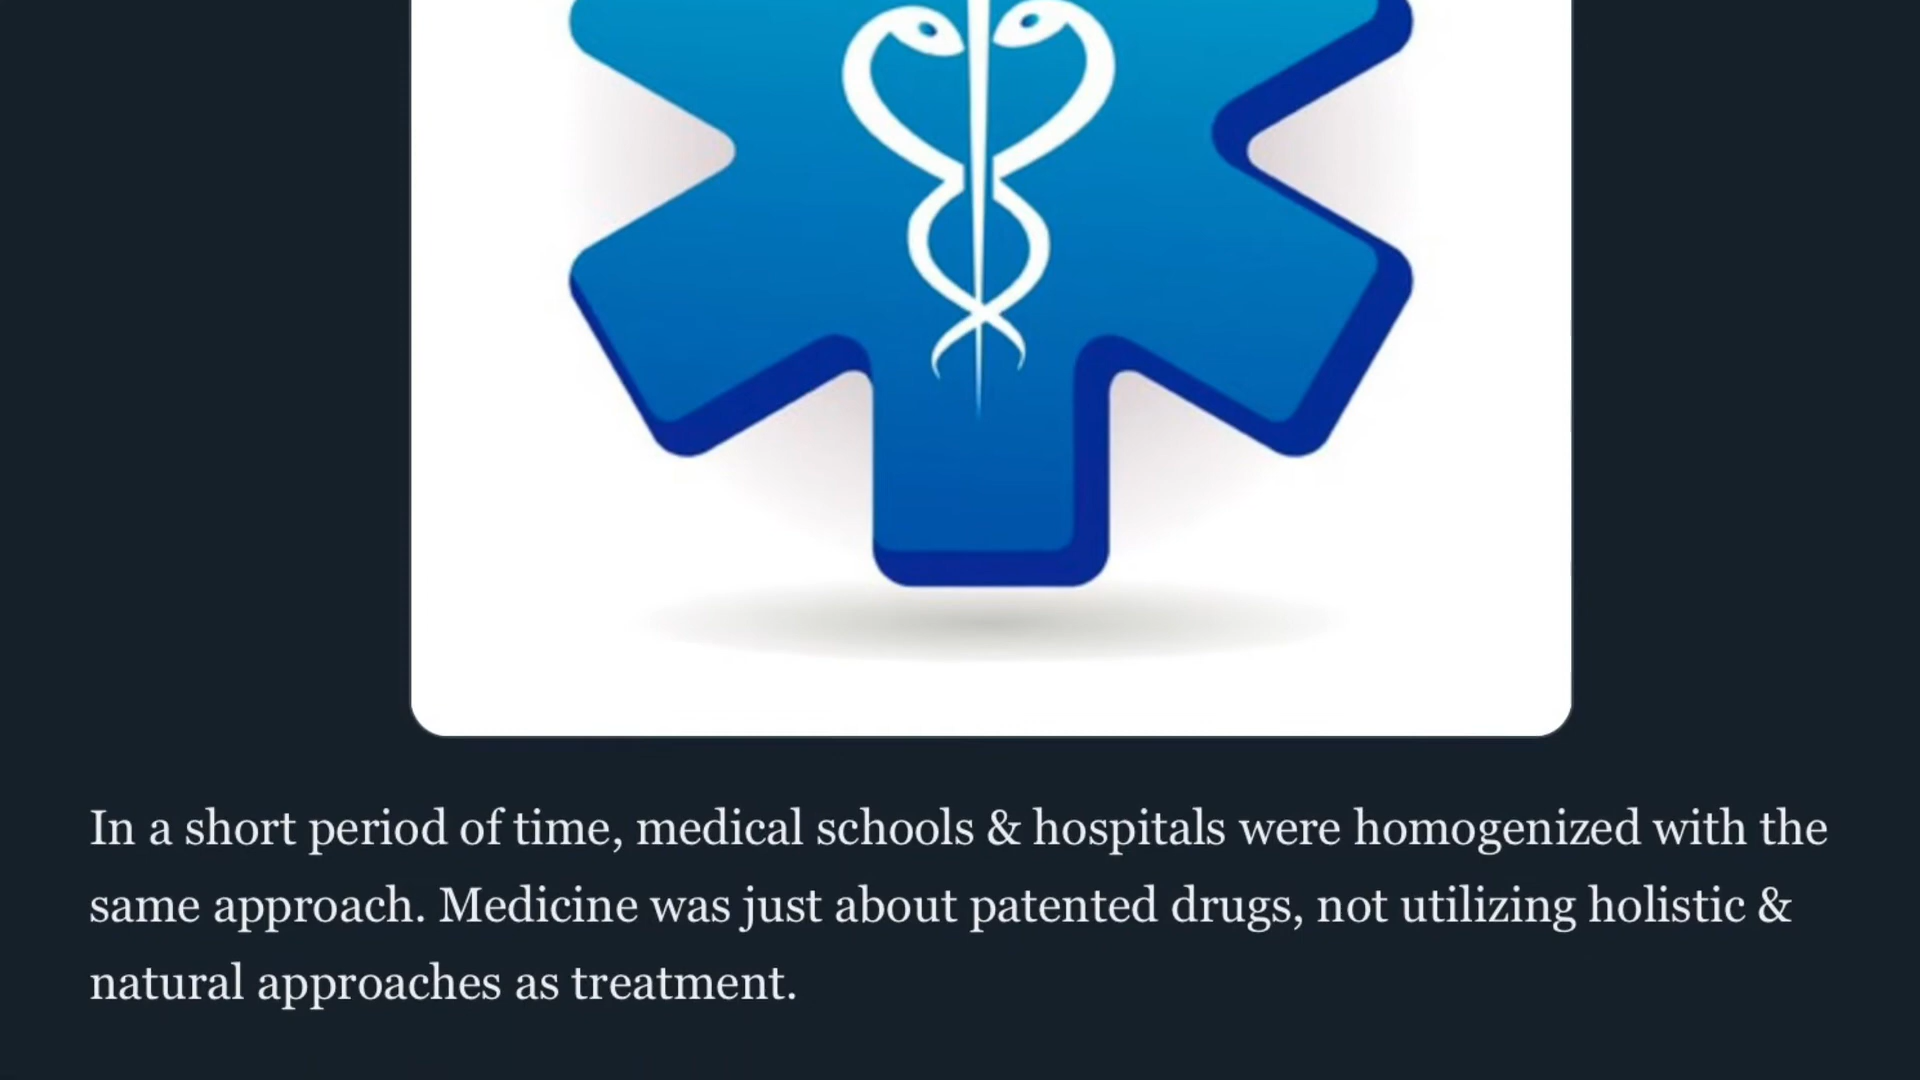 In a short period of time, medical schools & hospitals were homogenized with the
same approach. Medicine was just about patented drugs, not utilizing holistic &
natural approaches as treatment.